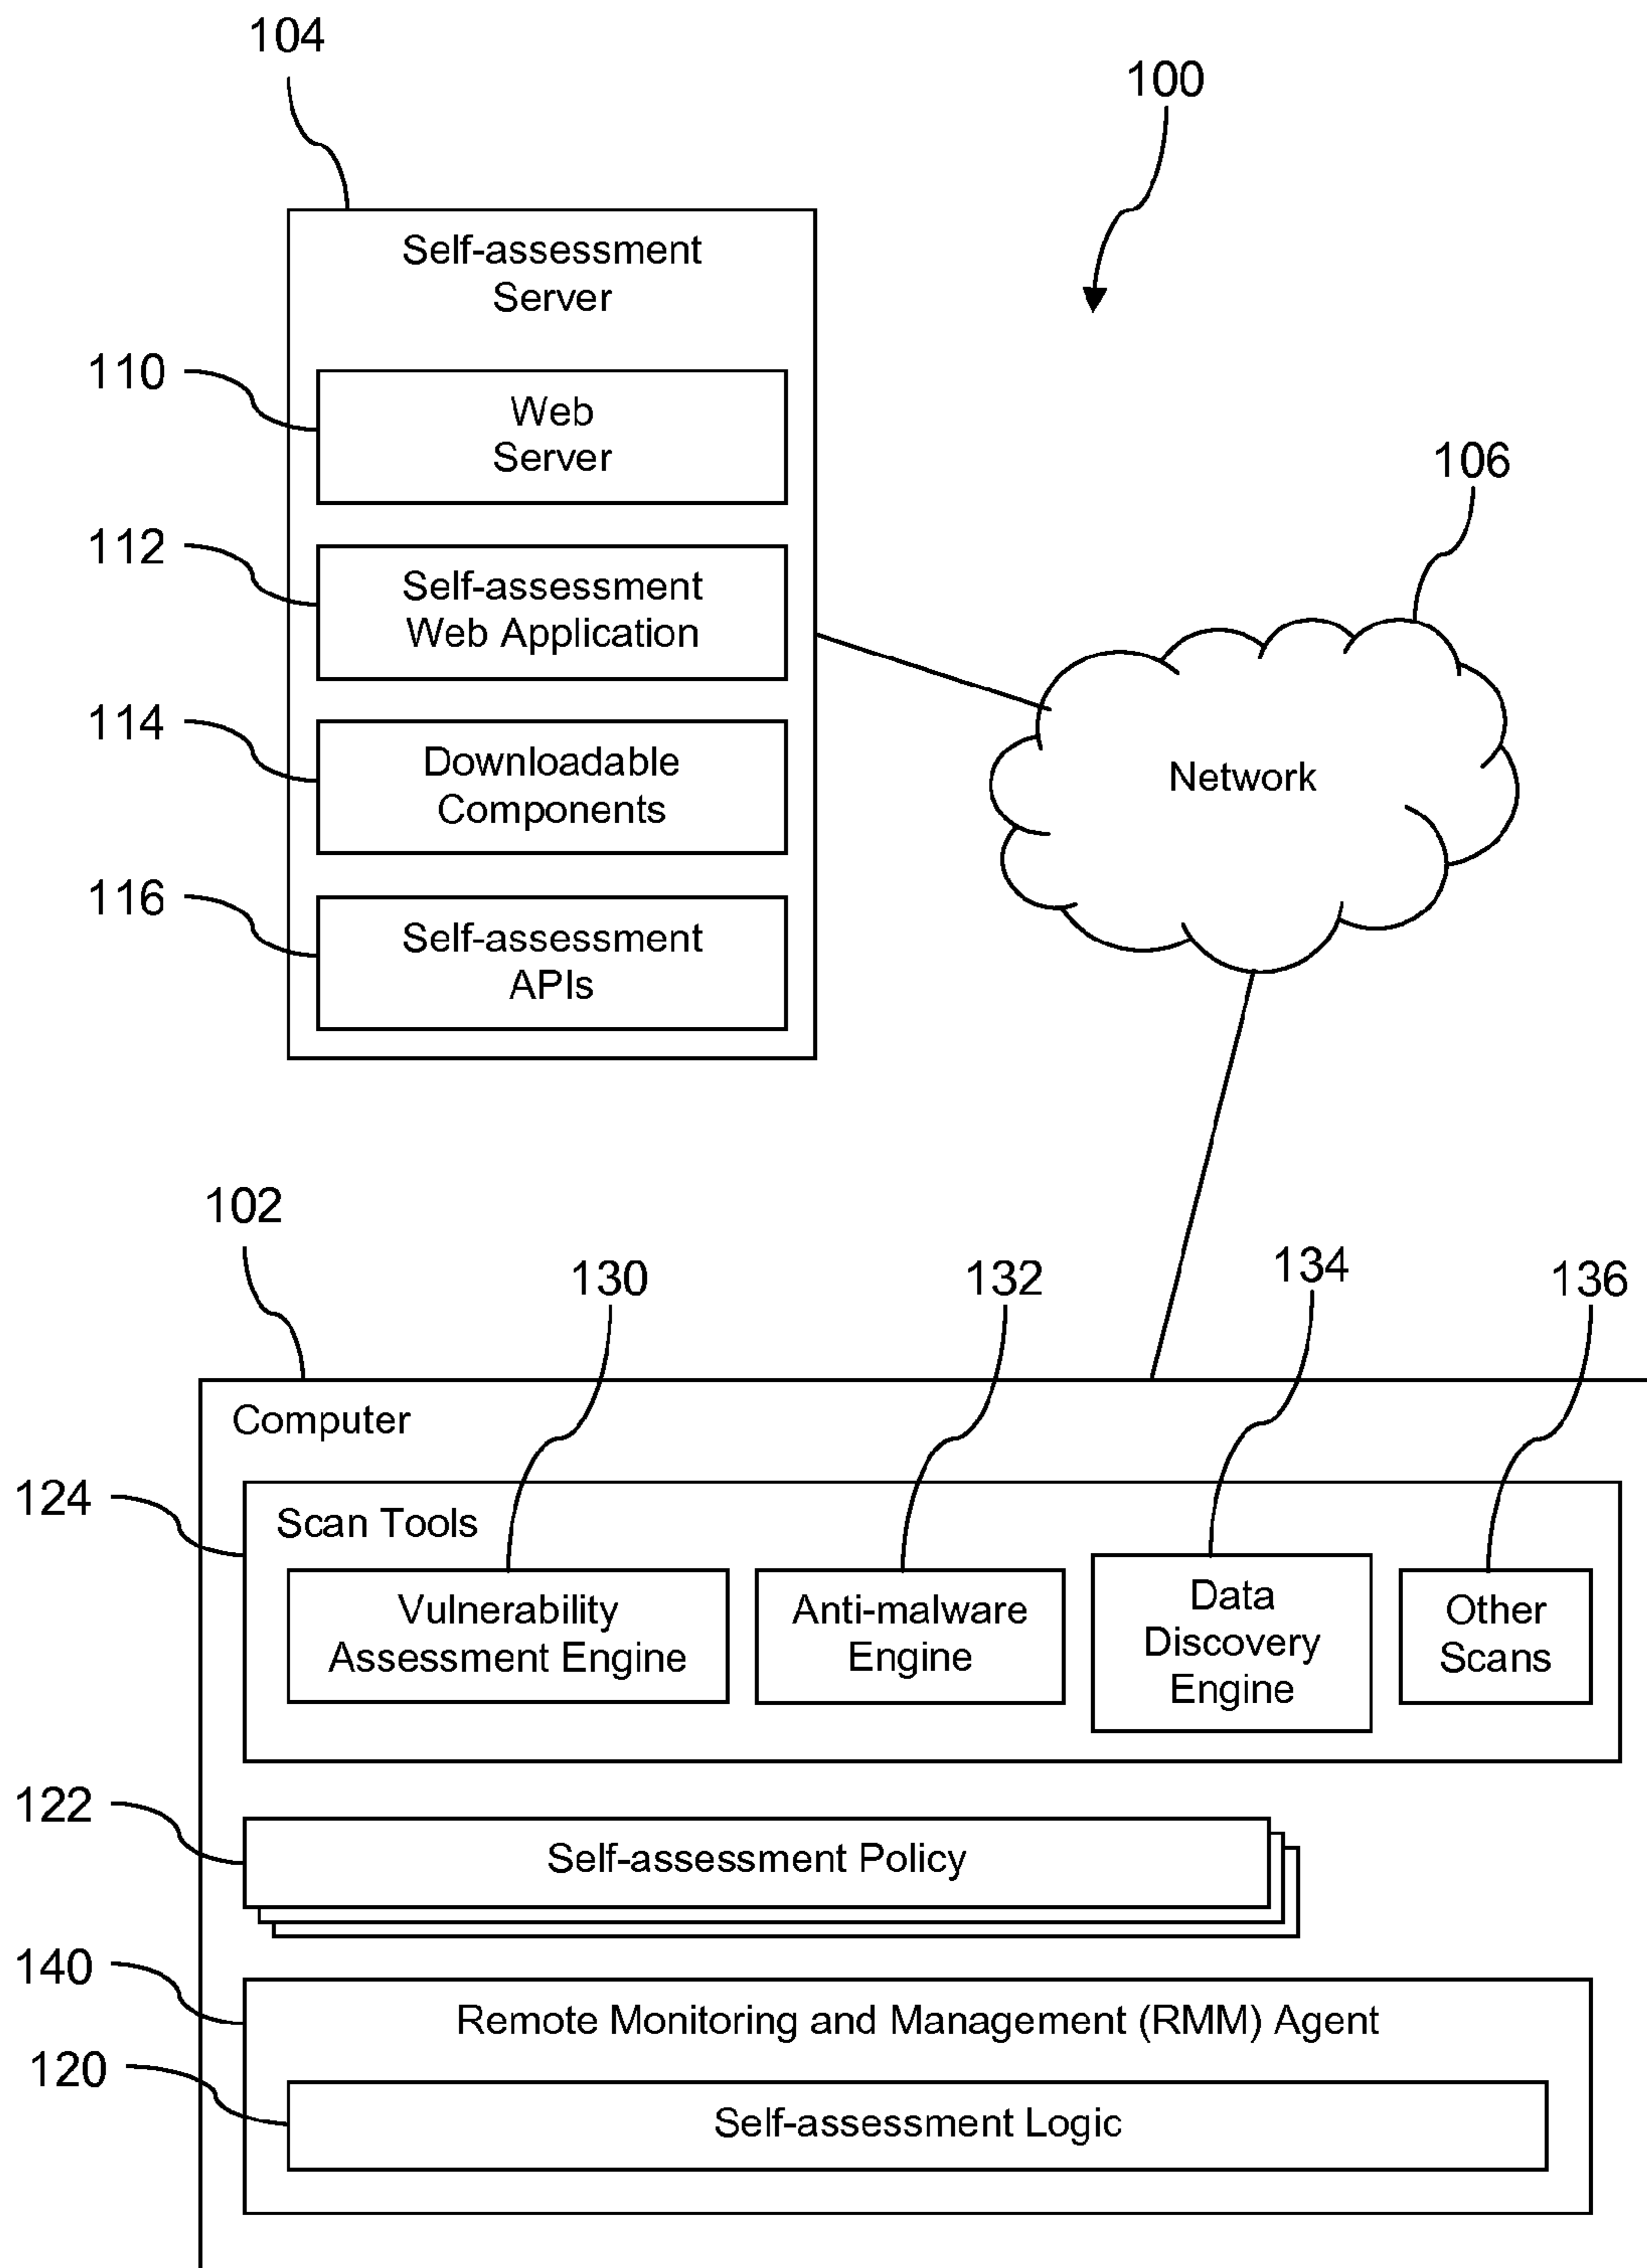 104
100
Self-assessment
Server
110
Web
Server
106
112
Self-assessment
Web Application
114
Downloadable
Components
Network
116
Self-assessment
APIs
102
130
132
134
136
Computer
124
Scan Tools
Vulnerability
Assessment Engine
Anti-malware
Engine
Data
Discovery
Engine
Other
Scans
122
Self-assessment Policy
140
Remote Monitoring and Management (RMM) Agent
120
Self-assessment Logic